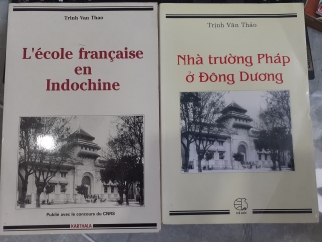 Trinh Van Thao
L'école française
en
Indochine
Publié avec le concours du CNRS
KARTHALA
Trịnh Văn Thảo
Nhà trường Pháp
ở Đông Dương